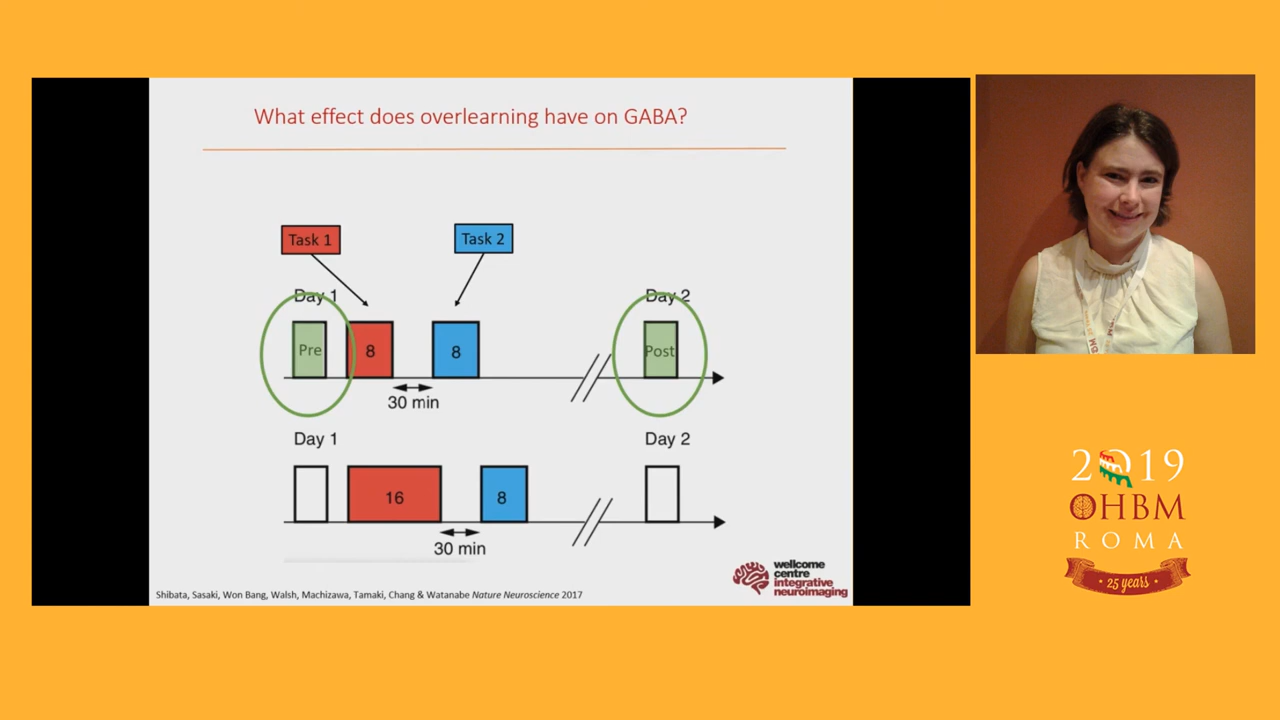 What effect does overlearning have on GABA?
Task 1
Task 2
Day 1
Day 2
Pre
8
8
Post
30 min
Day 1
Day 2
16
8
30 min
Shibata, Sasaki, Won Bang, Walsh, Machizawa, Tamaki, Chang & Watanabe Nature Neuroscience 2017
wellcome
centre
integrative
neuroimaging
2019
OHBM
ROMA
25 years